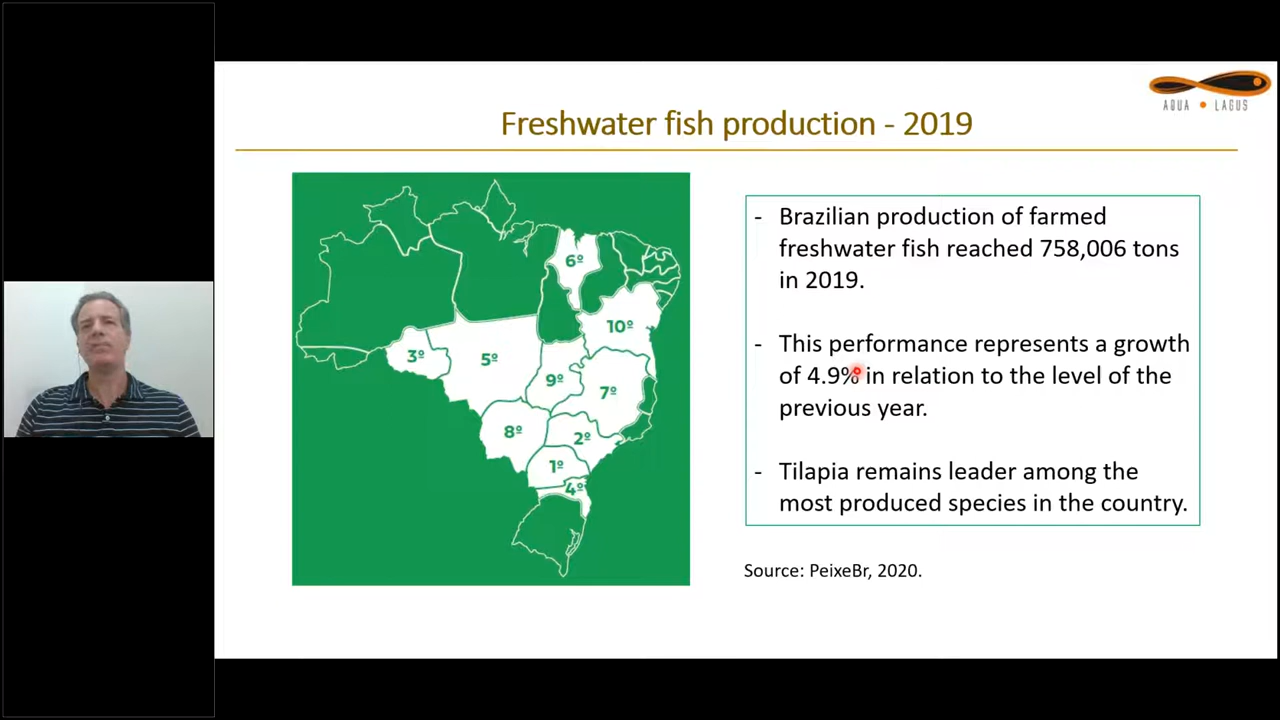 AQUA LAGUS
Freshwater fish production - 2019
6º
10º
3º
5º
9º
7º
8º
2º
1º
4º
- Brazilian production of farmed
freshwater fish reached 758,006 tons
in 2019.
- This performance represents a growth
of 4.9% in relation to the level of the
previous year.
- Tilapia remains leader among the
most produced species in the country.
Source: PeixeBr, 2020.